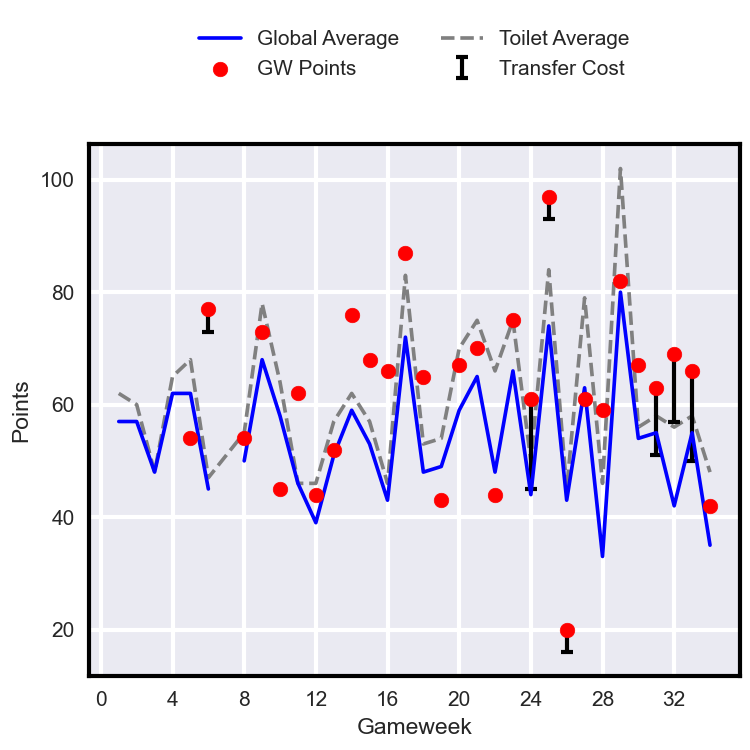 Global Average Toilet Average
GW Points Transfer Cost
100
80
60
40
20
Points
0 4 8 12 16 20 24 28 32
Gameweek